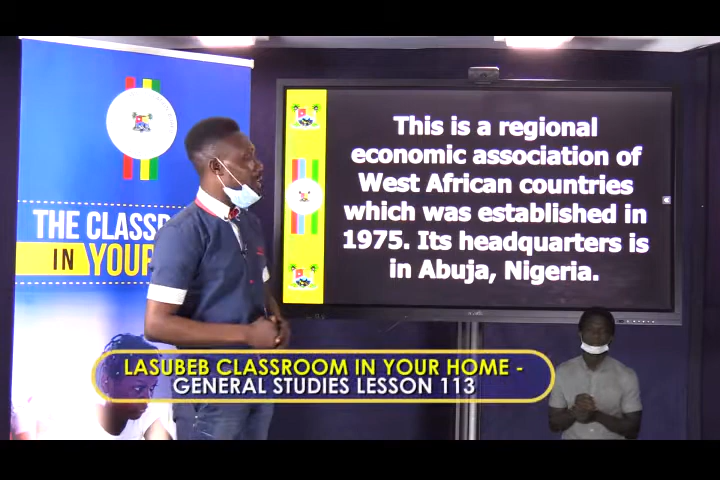 THE CLASSR
IN YOUR
This is a regional
economic association of
West African countries
which was established in
1975. Its headquarters is
in Abuja, Nigeria.
LASUBEB CLASSROOM IN YOUR HOME -
GENERAL STUDIES LESSON 113